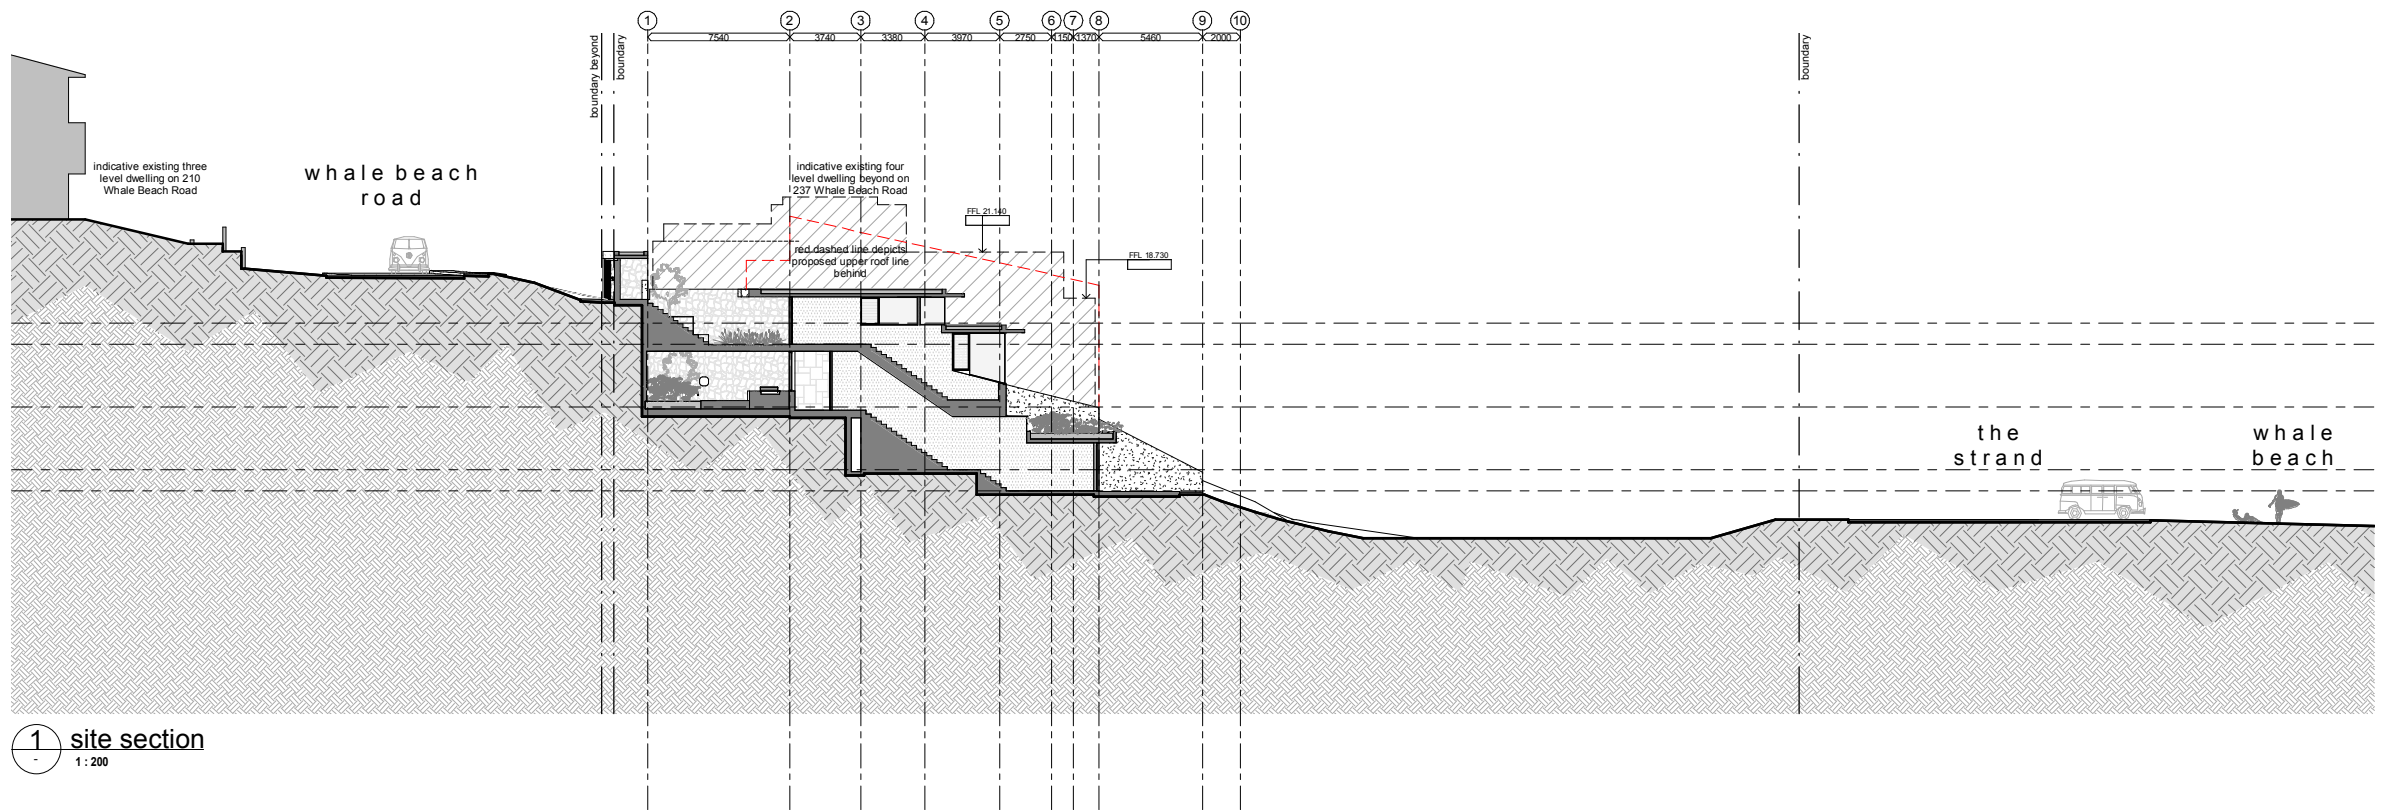 1 2 3 4 5 6 7 8 9 10
7540 3740 3380 3970 2750 1150 1370 5460 2000
boundary beyond
boundary
boundary
indicative existing three
level dwelling on 210
Whale Beach Road
whale beach
road
indicative existing four
level dwelling beyond on
237 Whale Beach Road
FFL 21.140
red dashed line depicts
proposed upper roof line
behind
FFL 18.730
the
strand
whale
beach
1
-
site section
1 : 200